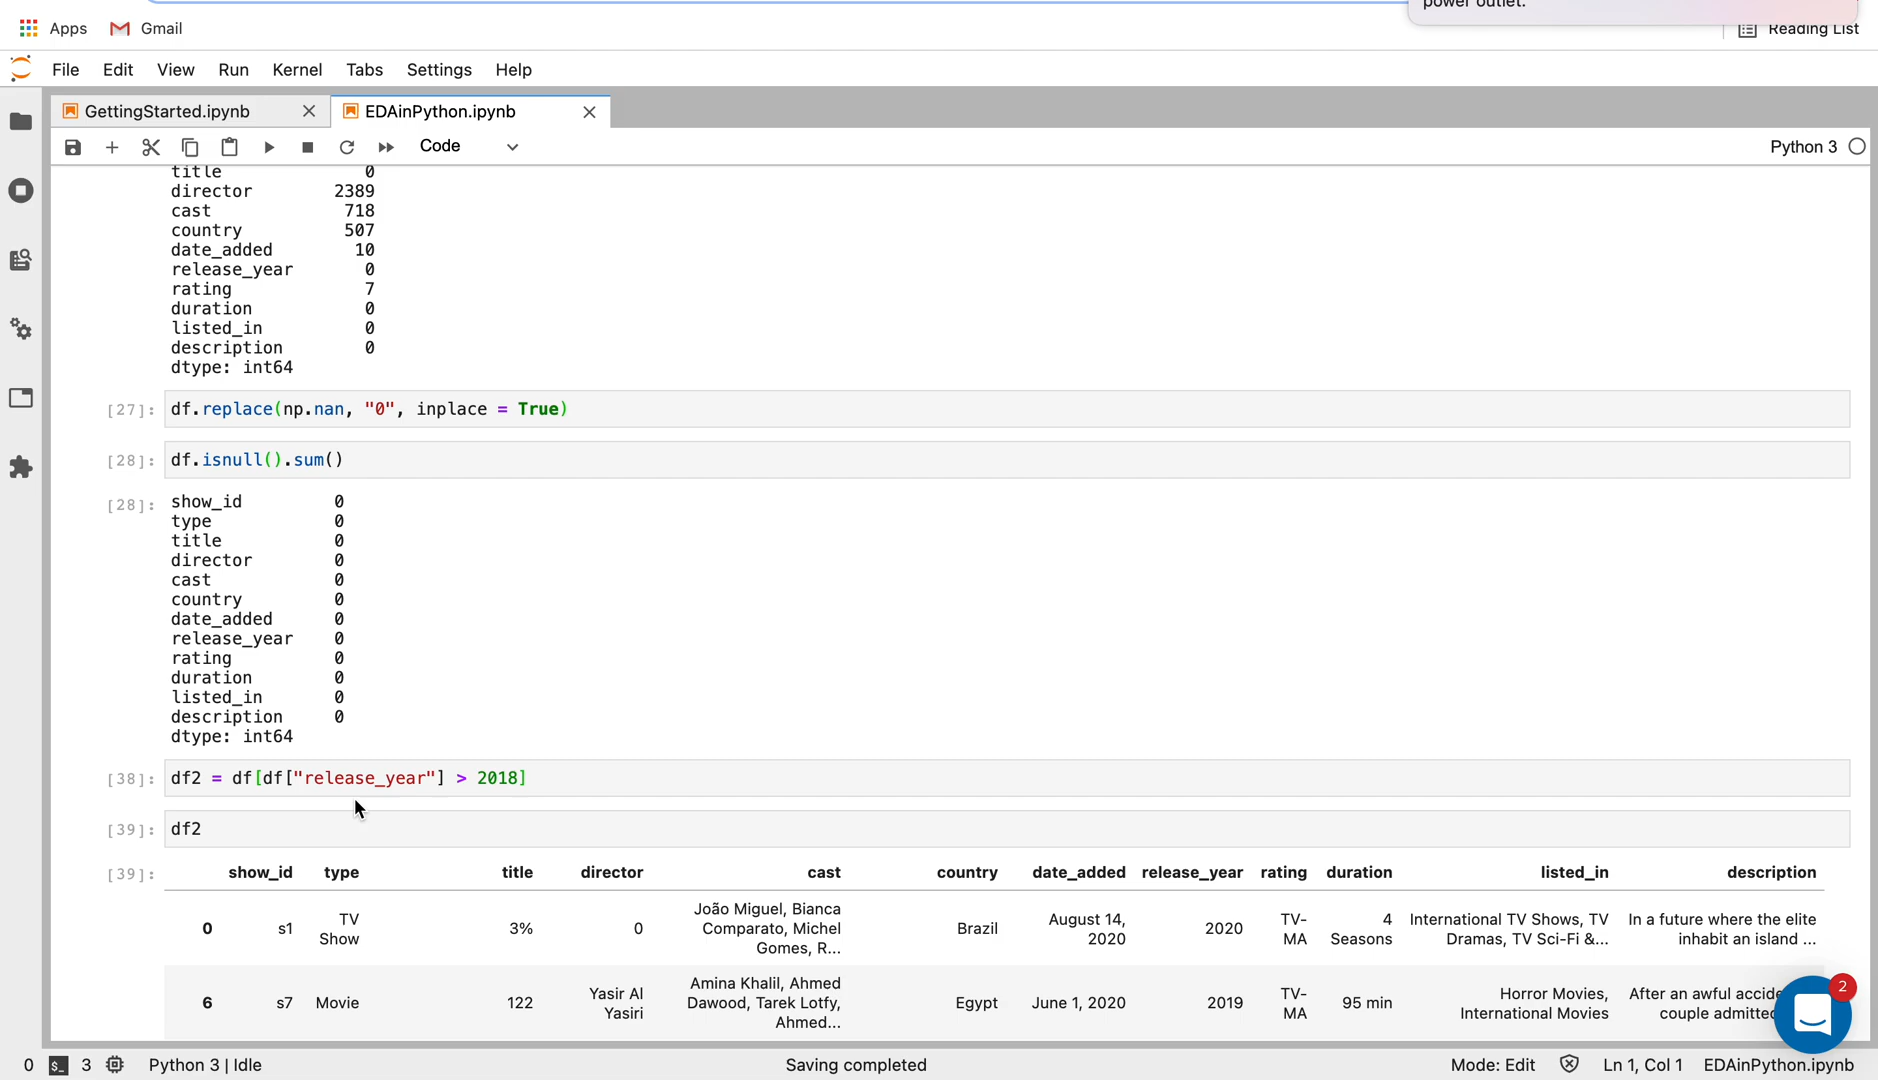 power outlet.
Apps Gmail Reading List
File Edit View Run Kernel Tabs Settings Help
GettingStarted.ipynb EDAinPython.ipynb
Code Python 3
title 0
director 2389
cast 718
country 507
date_added 10
release_year 0
rating 7
duration 0
listed_in 0
description 0
dtype: int64
[27]: df.replace(np.nan, "0", inplace = True)
[28]: df.isnull().sum()
[28]: show_id 0
type 0
title 0
director 0
cast 0
country 0
date_added 0
release_year 0
rating 0
duration 0
listed_in 0
description 0
dtype: int64
[38]: df2 = df[df["release_year"] > 2018]
[39]: df2
[39]: show_id type title director cast country date_added release_year rating duration listed_in description
João Miguel, Bianca
TV August 14, TV- 4 International TV Shows, TV In a future where the elite
0 s1 3% 0 Comparato, Michel Brazil 2020
Show 2020 MA Seasons Dramas, TV Sci-Fi &... inhabit an island ...
Gomes, R...
Amina Khalil, Ahmed
Yasir Al TV- Horror Movies, After an awful accide
6 s7 Movie 122 Dawood, Tarek Lotfy, Egypt June 1, 2020 2019 95 min
Yasiri MA International Movies couple admitted
Ahmed...
2
0 $_ 3 Python 3 | Idle Saving completed Mode: Edit Ln 1, Col 1 EDAinPython.ipynb